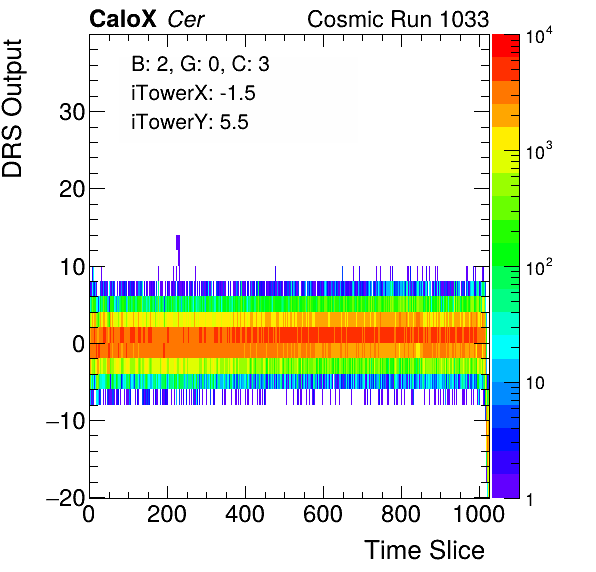 CaloX Cer
Cosmic Run 1033
DRS Output
B: 2, G: 0, C: 3
iTowerX: -1.5
iTowerY: 5.5
30
20
10
0
−10
−20
0 200 400 600 800 1000
Time Slice
10^4
10^3
10^2
10
1